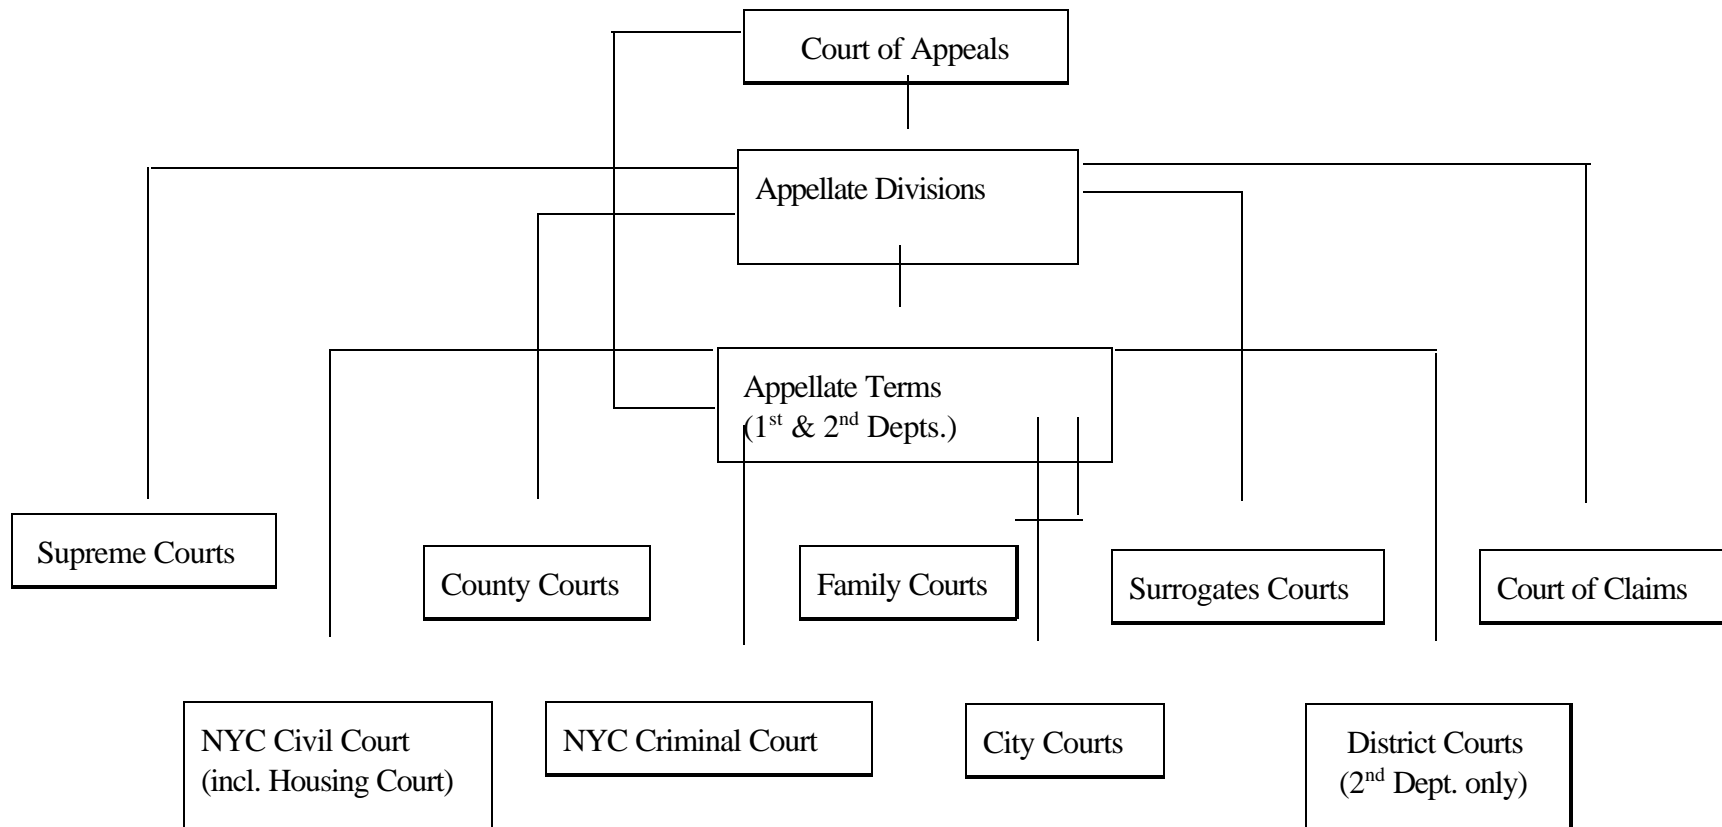 Court of Appeals
Appellate Divisions
Appellate Terms
(1st & 2nd Depts.)
Supreme Courts
County Courts
Family Courts
Surrogates Courts
Court of Claims
NYC Civil Court
(incl. Housing Court)
NYC Criminal Court
City Courts
District Courts
(2nd Dept. only)